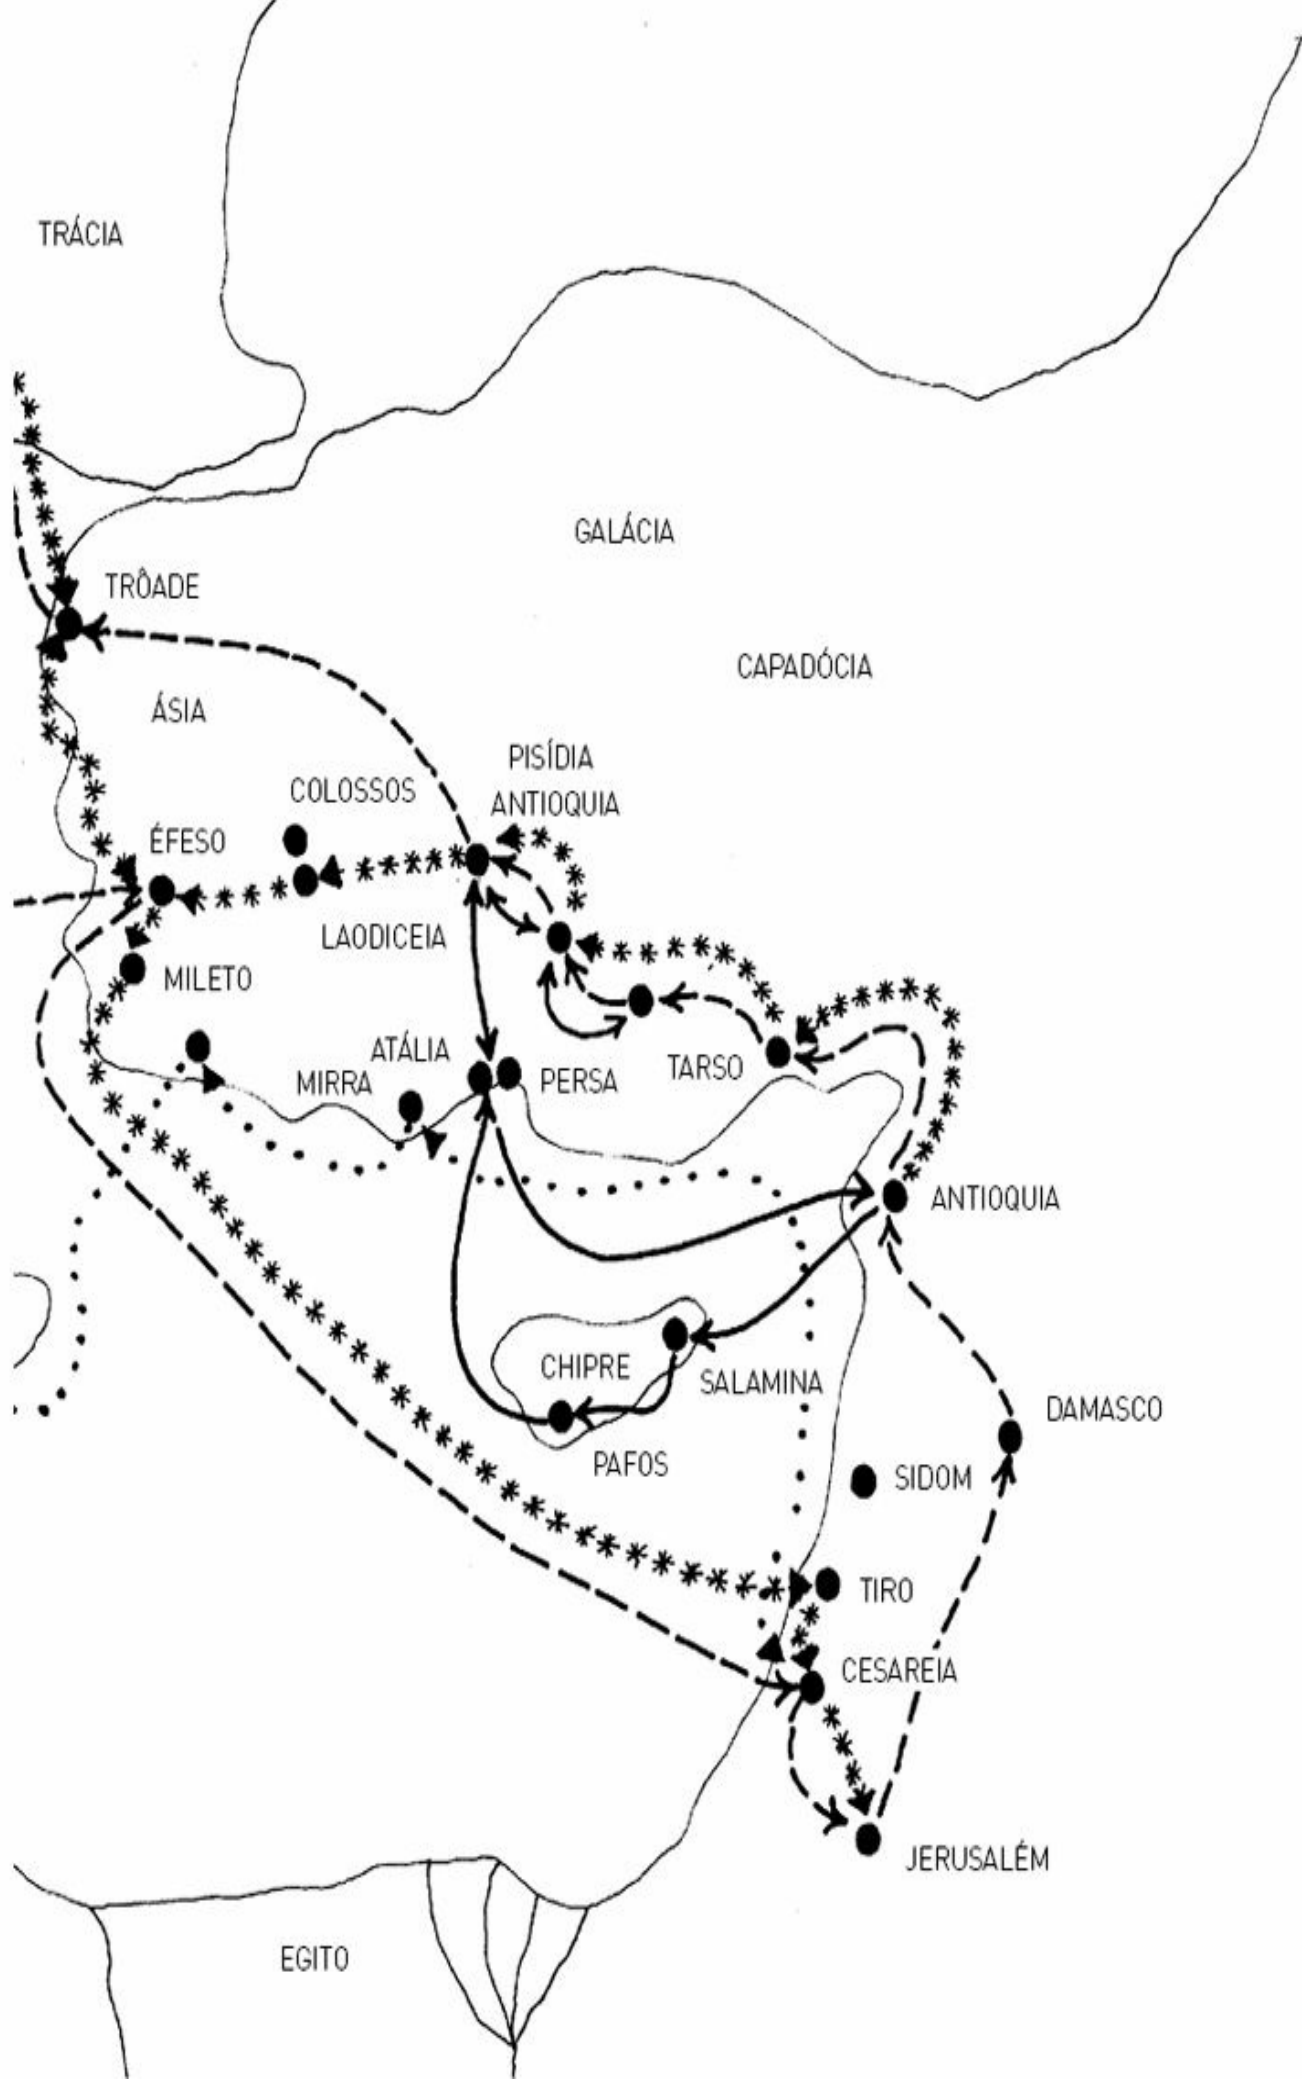 TRÁCIA
GALÁCIA
TRÔADE
CAPADÓCIA
ÁSIA
PISÍDIA
ANTIOQUIA
COLOSSOS
ÉFESO
LAODICEIA
MILETO
ATÁLIA
MIRRA
PERSA
TARSO
ANTIOQUIA
CHIPRE
SALAMINA
PAFOS
DAMASCO
SIDOM
TIRO
CESAREIA
JERUSALÉM
EGITO